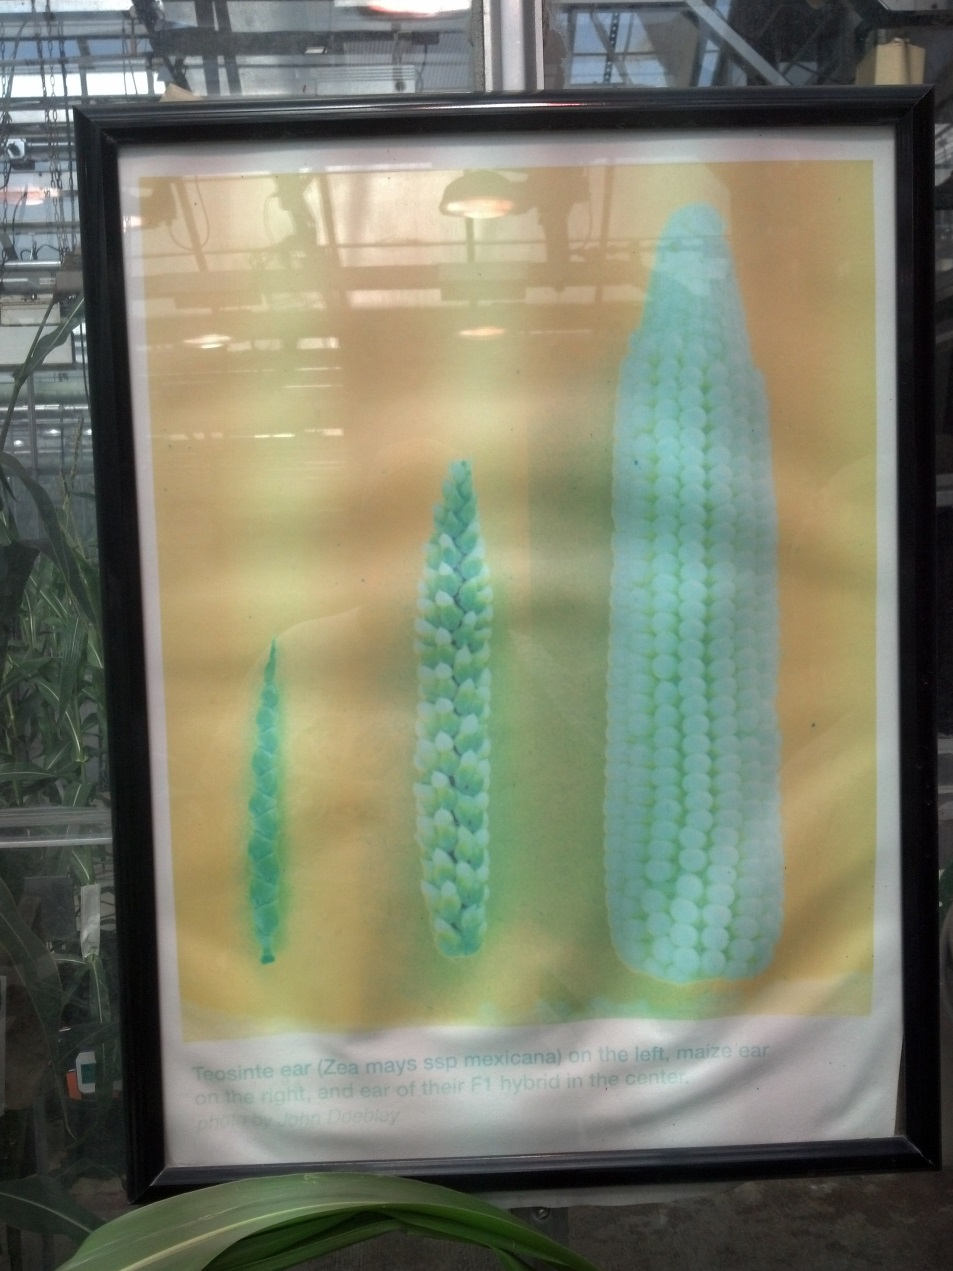 Teosinte ear (Zea mays ssp mexicana) on the left, maize ear
on the right, and ear of their F1 hybrid in the center.
photo by John Doebley